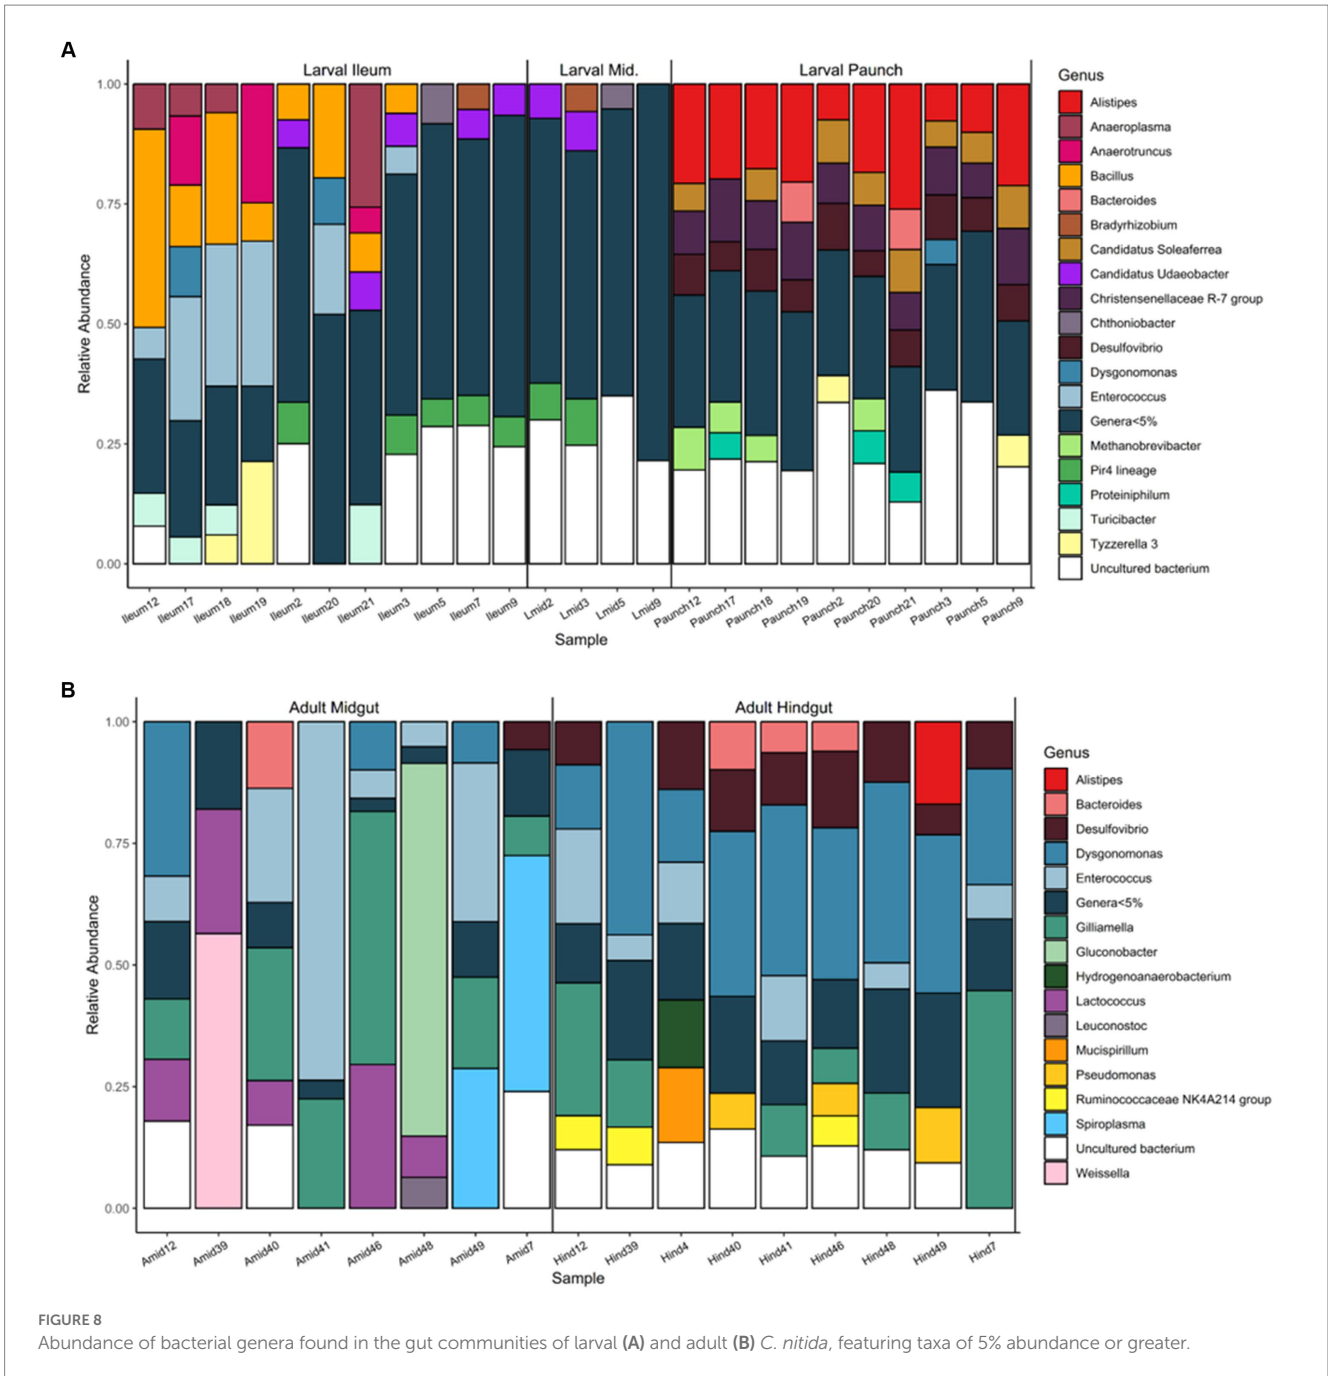 A
Larval Ileum
Larval Mid.
Larval Paunch
Relative Abundance
1.00
0.75
0.50
0.25
0.00
Ileum12
Ileum17
Ileum18
Ileum19
Ileum2
Ileum20
Ileum21
Ileum3
Ileum5
Ileum7
Ileum9
Lmid2
Lmid3
Lmid5
Lmid9
Paunch12
Paunch17
Paunch18
Paunch19
Paunch2
Paunch20
Paunch21
Paunch3
Paunch5
Paunch9
Sample
Genus
Alistipes
Anaeroplasma
Anaerotruncus
Bacillus
Bacteroides
Bradyrhizobium
Candidatus Soleaferrea
Candidatus Udaeobacter
Christensenellaceae R-7 group
Chthoniobacter
Desulfovibrio
Dysgonomonas
Enterococcus
Genera<5%
Methanobrevibacter
Pir4 lineage
Proteiniphilum
Turicibacter
Tyzzerella 3
Uncultured bacterium
B
Adult Midgut
Adult Hindgut
Relative Abundance
1.00
0.75
0.50
0.25
0.00
Amid12
Amid39
Amid40
Amid41
Amid46
Amid48
Amid49
Amid7
Hind12
Hind39
Hind4
Hind40
Hind41
Hind46
Hind48
Hind49
Hind7
Sample
Genus
Alistipes
Bacteroides
Desulfovibrio
Dysgonomonas
Enterococcus
Genera<5%
Gilliamella
Gluconobacter
Hydrogenoanaerobacterium
Lactococcus
Leuconostoc
Mucispirillum
Pseudomonas
Ruminococcaceae NK4A214 group
Spiroplasma
Uncultured bacterium
Weissella
FIGURE 8
Abundance of bacterial genera found in the gut communities of larval (A) and adult (B) C. nitida, featuring taxa of 5% abundance or greater.